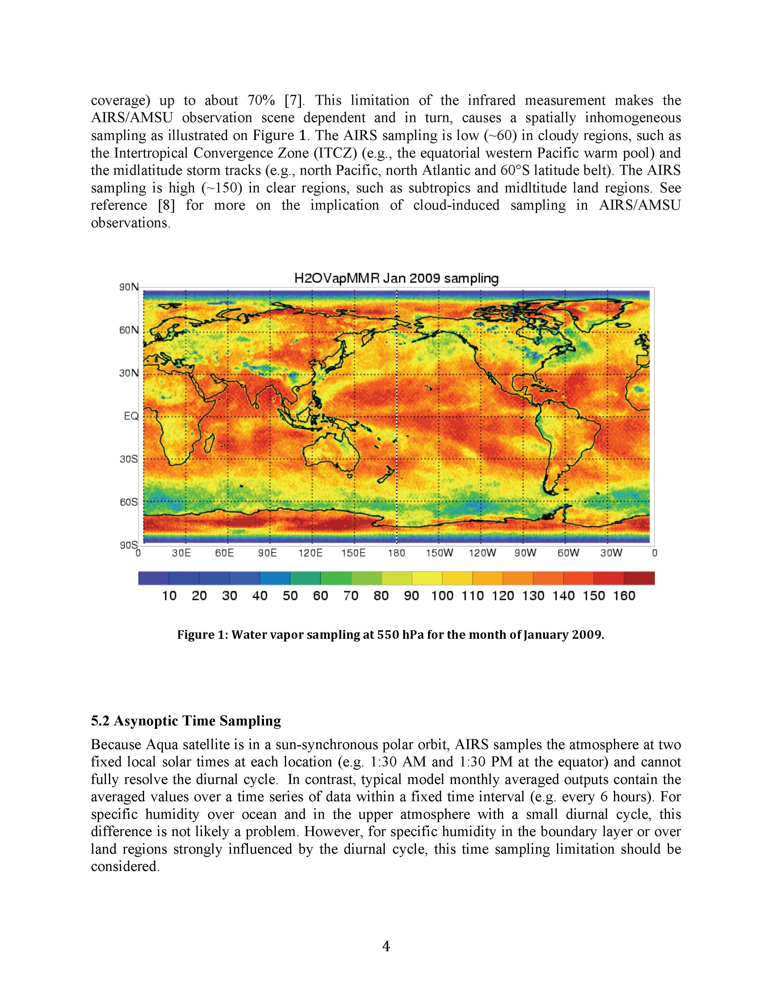 coverage) up to about 70% [7]. This limitation of the infrared measurement makes the
AIRS/AMSU observation scene dependent and in turn, causes a spatially inhomogeneous
sampling as illustrated on Figure 1. The AIRS sampling is low (~60) in cloudy regions, such as
the Intertropical Convergence Zone (ITCZ) (e.g., the equatorial western Pacific warm pool) and
the midlatitude storm tracks (e.g., north Pacific, north Atlantic and 60°S latitude belt). The AIRS
sampling is high (~150) in clear regions, such as subtropics and midltitude land regions. See
reference [8] for more on the implication of cloud-induced sampling in AIRS/AMSU
observations.
H2OVapMMR Jan 2009 sampling
90N
60N
30N
EQ
30S
60S
90S
0 30E 60E 90E 120E 150E 180 150W 120W 90W 60W 30W 0
10 20 30 40 50 60 70 80 90 100 110 120 130 140 150 160
Figure 1: Water vapor sampling at 550 hPa for the month of January 2009.
5.2 Asynoptic Time Sampling
Because Aqua satellite is in a sun-synchronous polar orbit, AIRS samples the atmosphere at two
fixed local solar times at each location (e.g. 1:30 AM and 1:30 PM at the equator) and cannot
fully resolve the diurnal cycle. In contrast, typical model monthly averaged outputs contain the
averaged values over a time series of data within a fixed time interval (e.g. every 6 hours). For
specific humidity over ocean and in the upper atmosphere with a small diurnal cycle, this
difference is not likely a problem. However, for specific humidity in the boundary layer or over
land regions strongly influenced by the diurnal cycle, this time sampling limitation should be
considered.
4